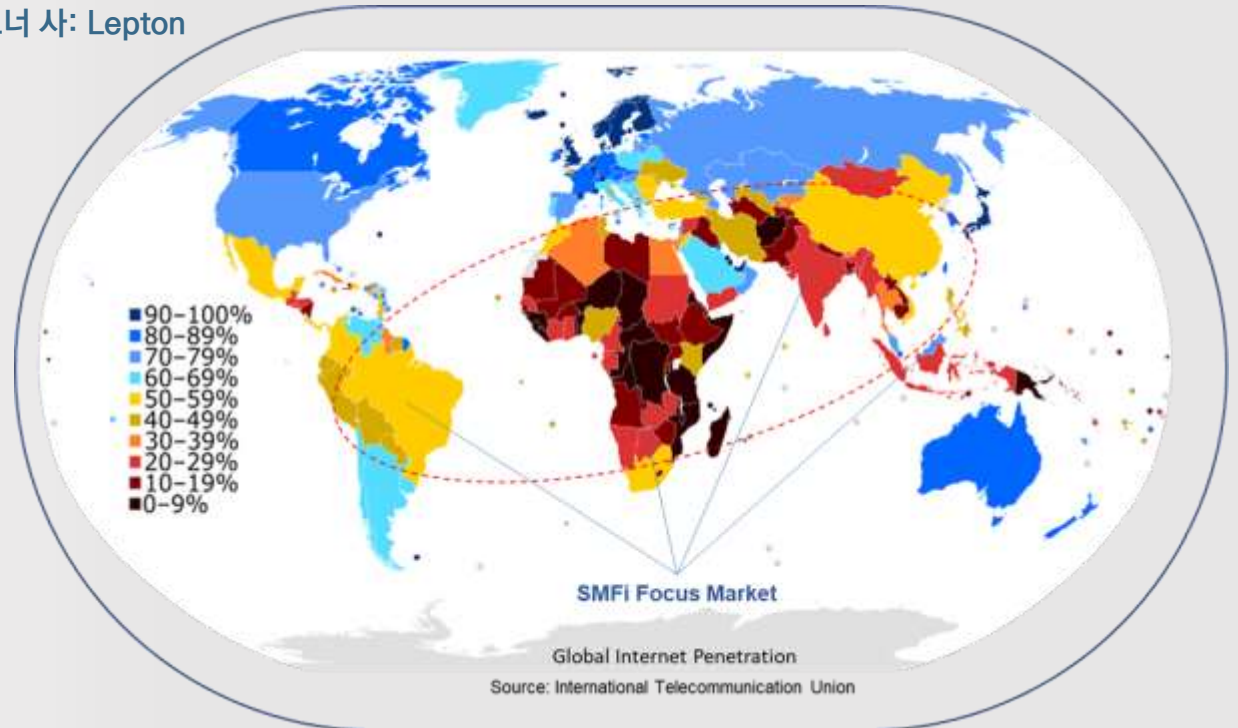 너 사: Lepton
90-100%
80-89%
70-79%
60-69%
50-59%
40-49%
30-39%
20-29%
10-19%
0-9%
SMFi Focus Market
Global Internet Penetration
Source: International Telecommunication Union